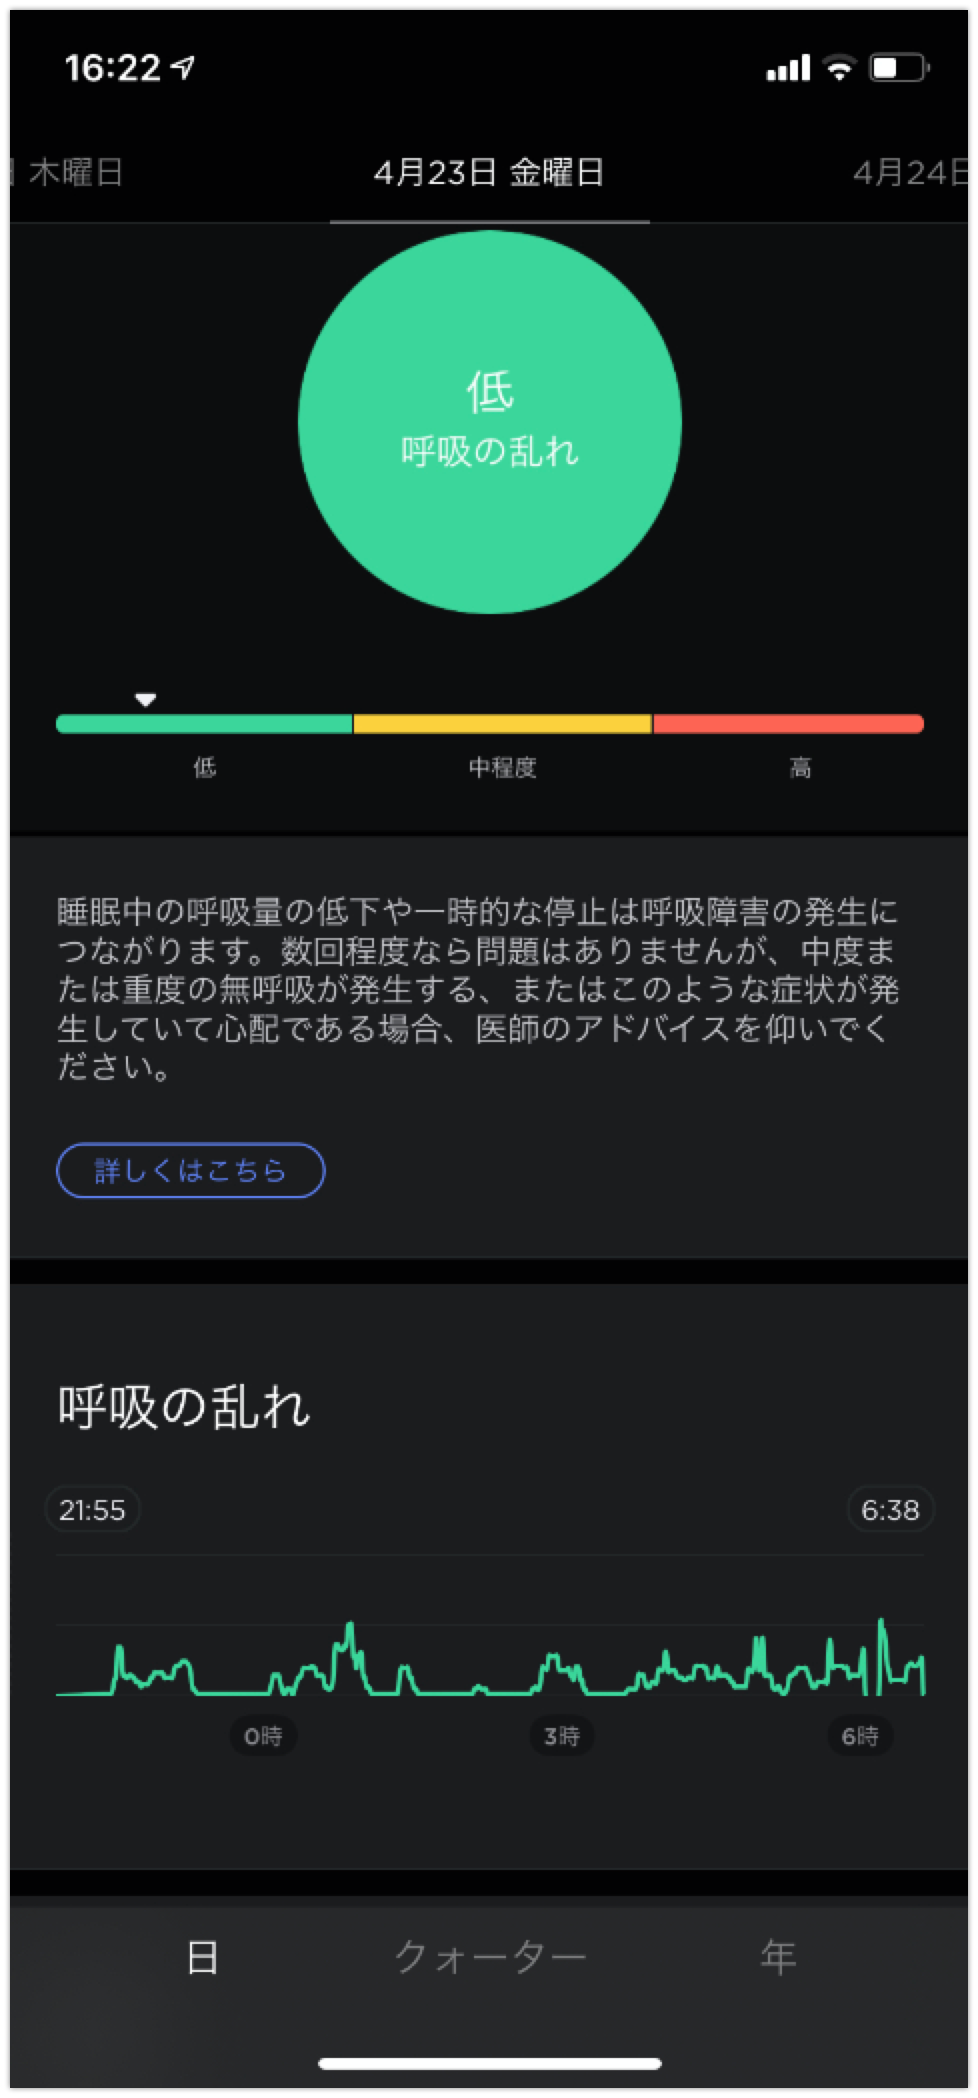 16:22
木曜日 4月23日 金曜日 4月24日
低
呼吸の乱れ
低 中程度 高
睡眠中の呼吸量の低下や一時的な停止は呼吸障害の発生に
つながります。数回程度なら問題はありませんが、中度ま
たは重度の無呼吸が発生する、またはこのような症状が発
生していて心配である場合、医師のアドバイスを仰いでく
ださい。
詳しくはこちら
呼吸の乱れ
21:55 6:38
0時 3時 6時
日 クォーター 年